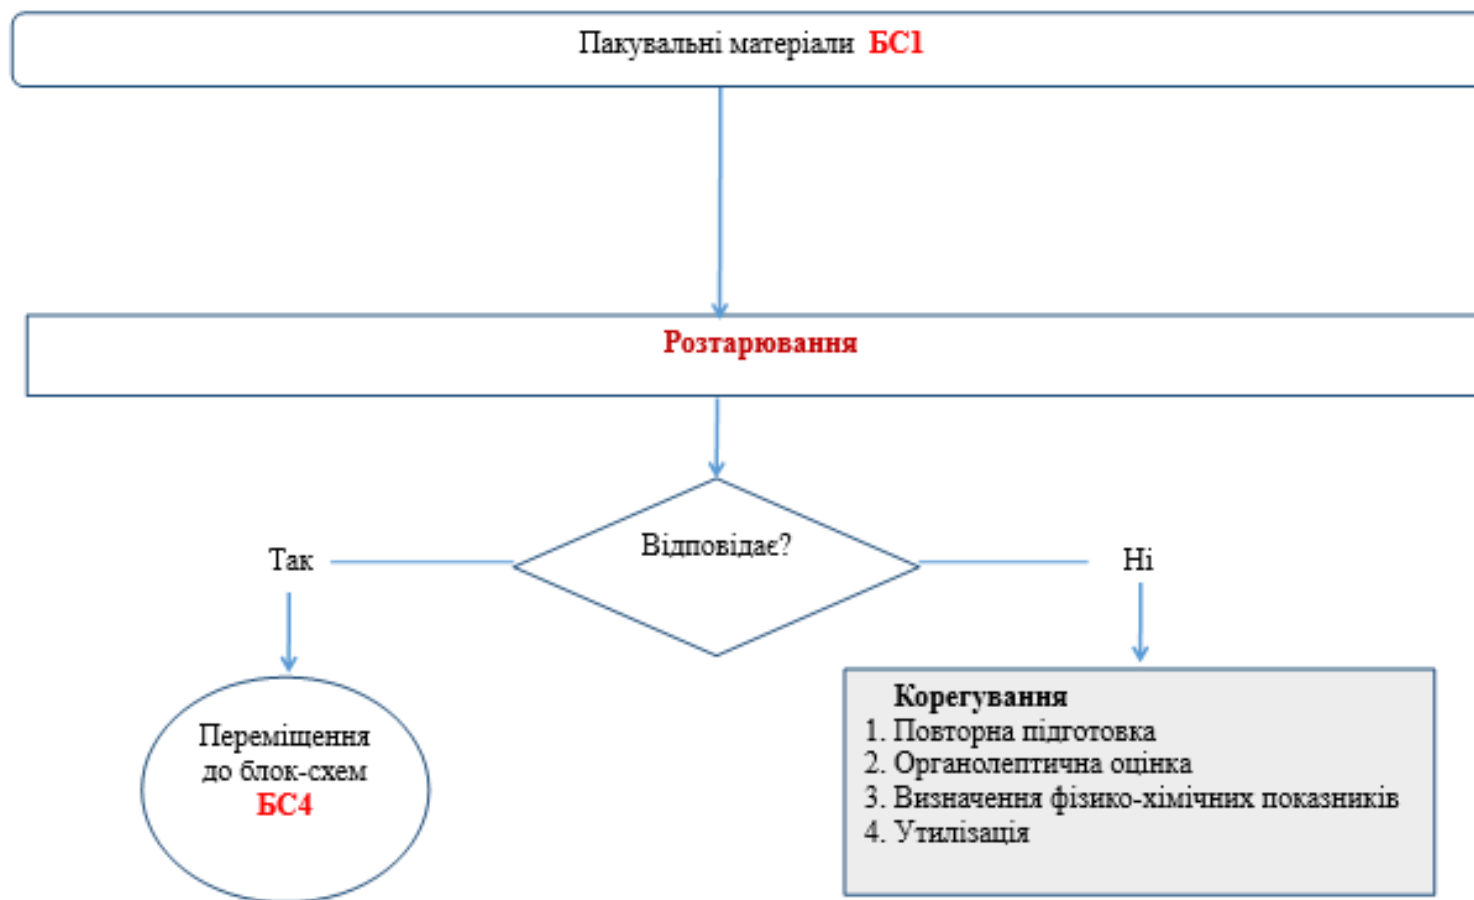 Пакувальні матеріали БС1
Розтарювання
Відповідає?
Так
Ні
Переміщення
до блок-схем
БС4
Корегування
1. Повторна підготовка
2. Органолептична оцінка
3. Визначення фізико-хімічних показників
4. Утилізація